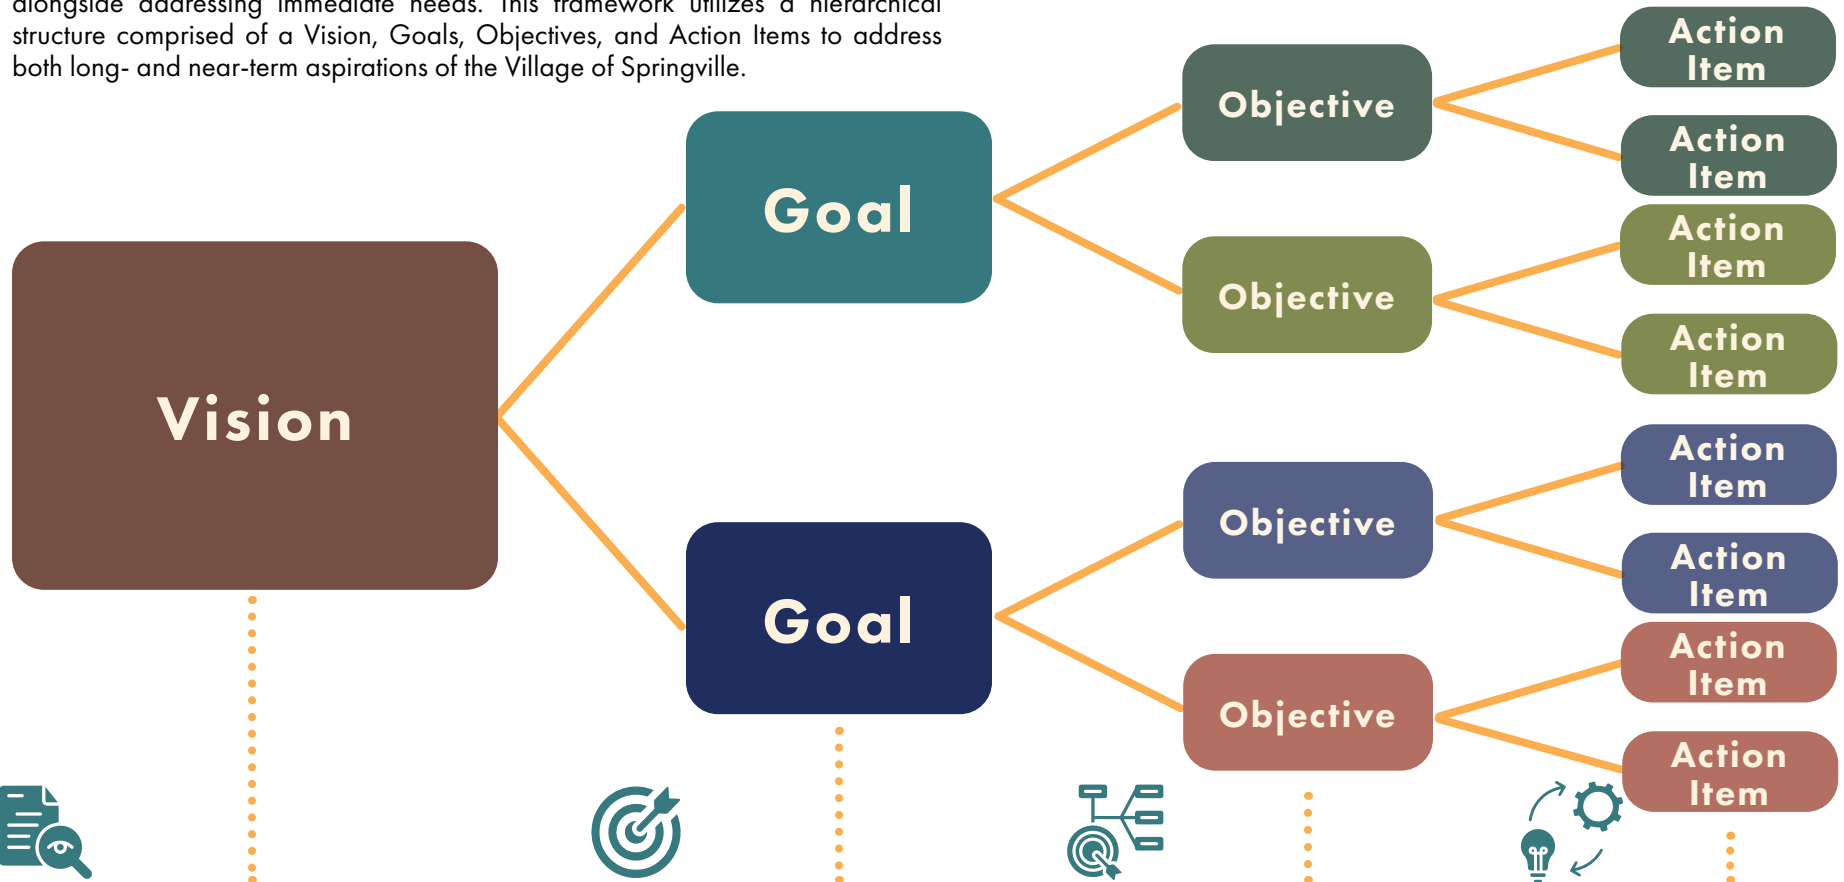 alongside addressing immediate needs. This framework utilizes a hierarchical
structure comprised of a Vision, Goals, Objectives, and Action Items to address
both long- and near-term aspirations of the Village of Springville.
Vision
Goal
Goal
Objective
Objective
Objective
Objective
Action
Item
Action
Item
Action
Item
Action
Item
Action
Item
Action
Item
Action
Item
Action
Item